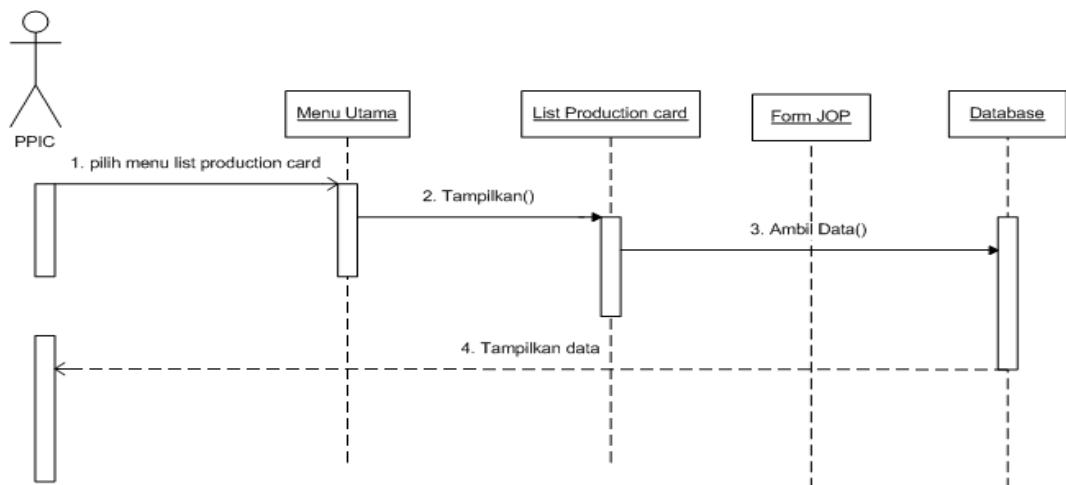 PPIC
Menu Utama
List Production card
Form JOP
Database
1. pilih menu list production card
2. Tampilkan()
3. Ambil Data()
4. Tampilkan data